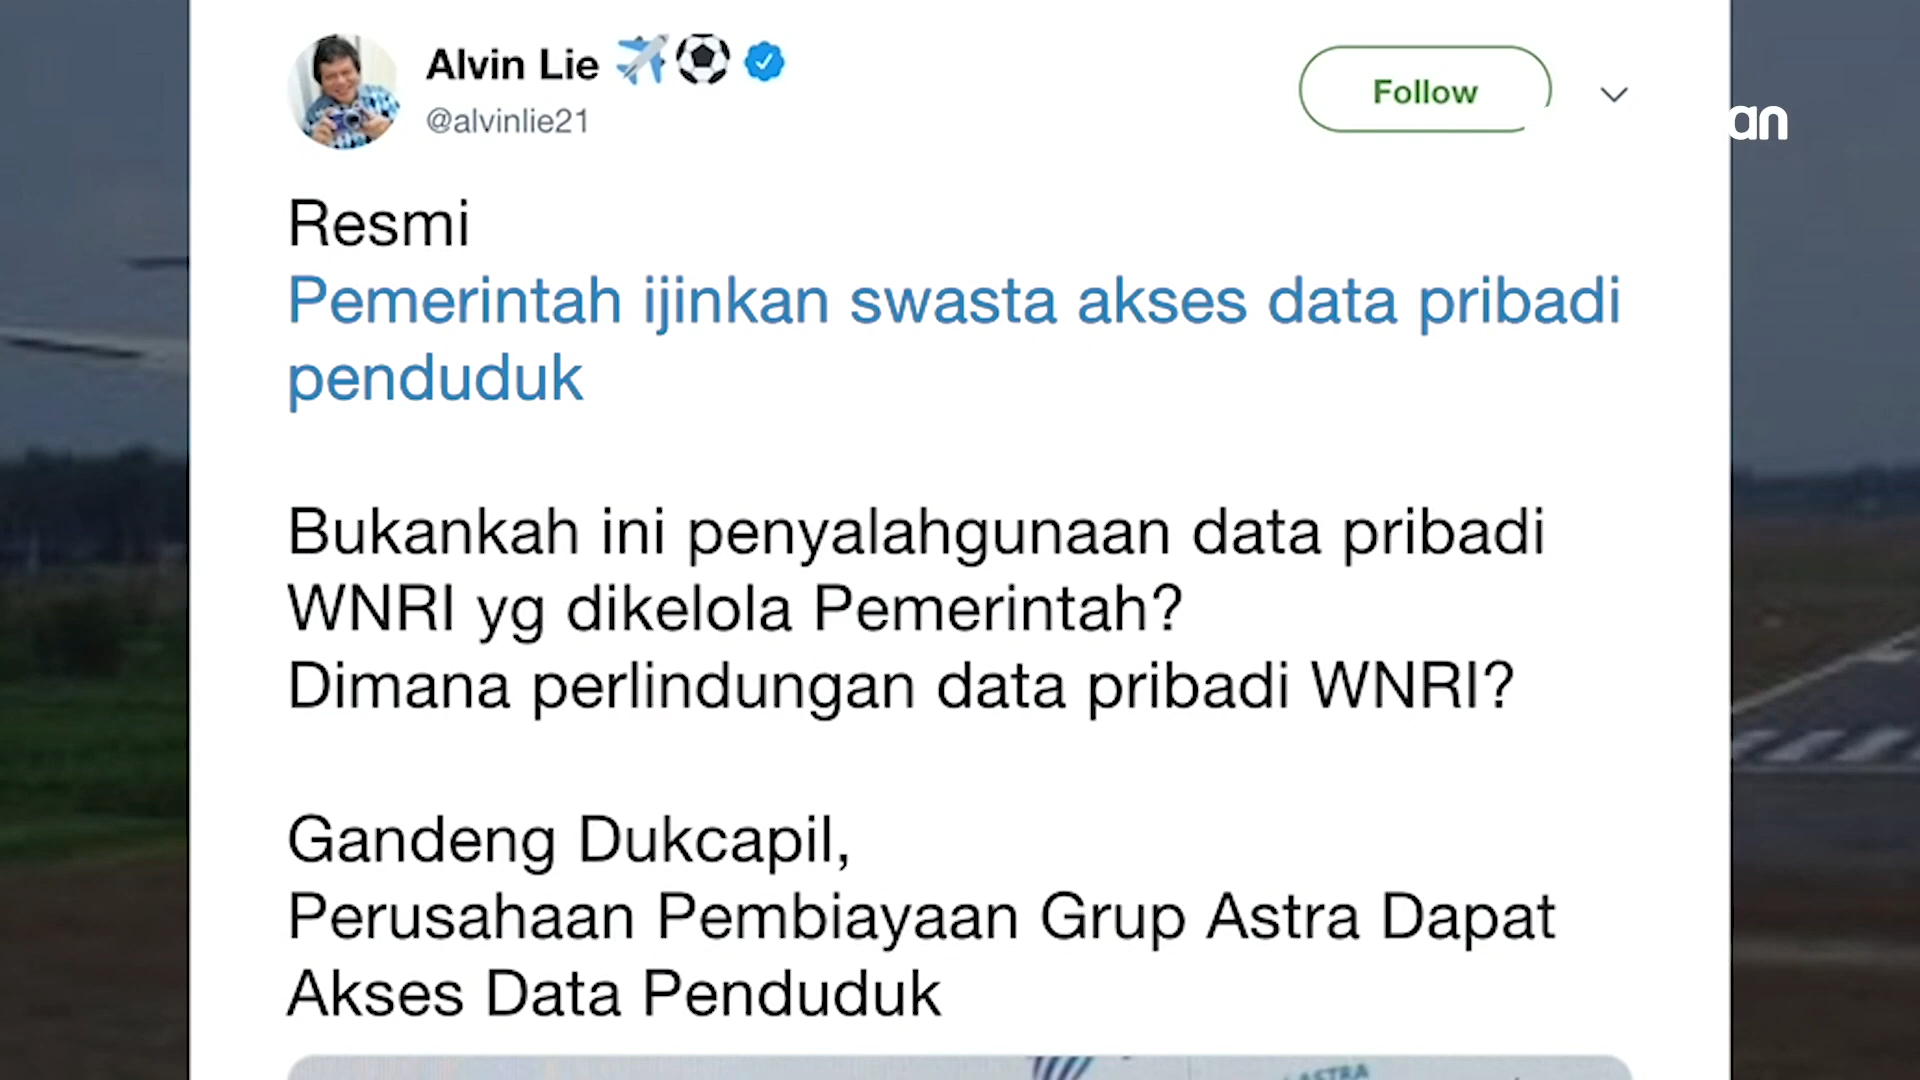 Alvin Lie
@alvinlie21
Follow
an
Resmi
Pemerintah ijinkan swasta akses data pribadi
penduduk
Bukankah ini penyalahgunaan data pribadi
WNRI yg dikelola Pemerintah?
Dimana perlindungan data pribadi WNRI?
Gandeng Dukcapil,
Perusahaan Pembiayaan Grup Astra Dapat
Akses Data Penduduk
ASTRA